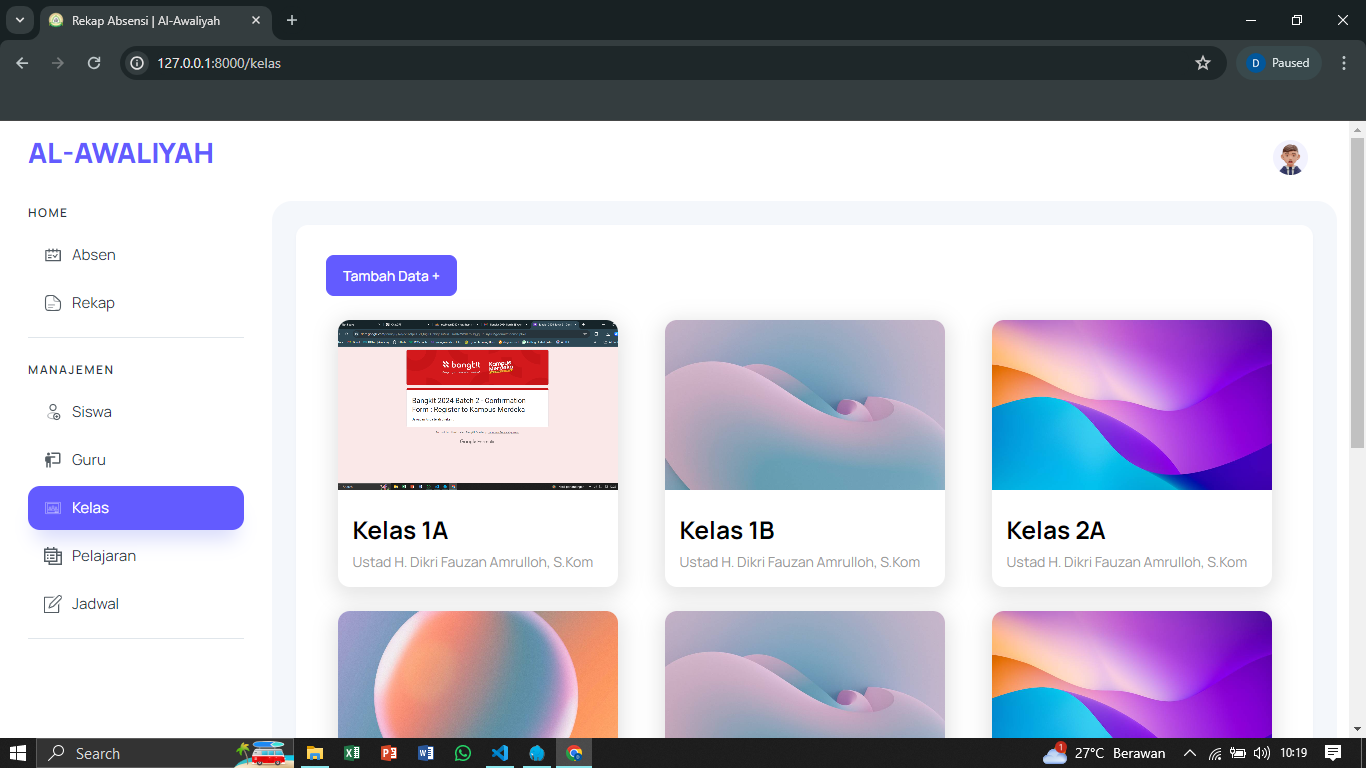 Rekap Absensi | Al-Awaliyah
127.0.0.1:8000/kelas
D Paused
AL-AWALIYAH
HOME
Absen
Rekap
MANAJEMEN
Siswa
Guru
Kelas
Pelajaran
Jadwal
Tambah Data +
bangkit
Kampus Merdeka
Bangkit 2024 Batch 2 - Confirmation
Form : Register to Kampus Merdeka
Kelas 1A
Ustad H. Dikri Fauzan Amrulloh, S.Kom
Kelas 1B
Ustad H. Dikri Fauzan Amrulloh, S.Kom
Kelas 2A
Ustad H. Dikri Fauzan Amrulloh, S.Kom
Search
1
27°C Berawan
10:19